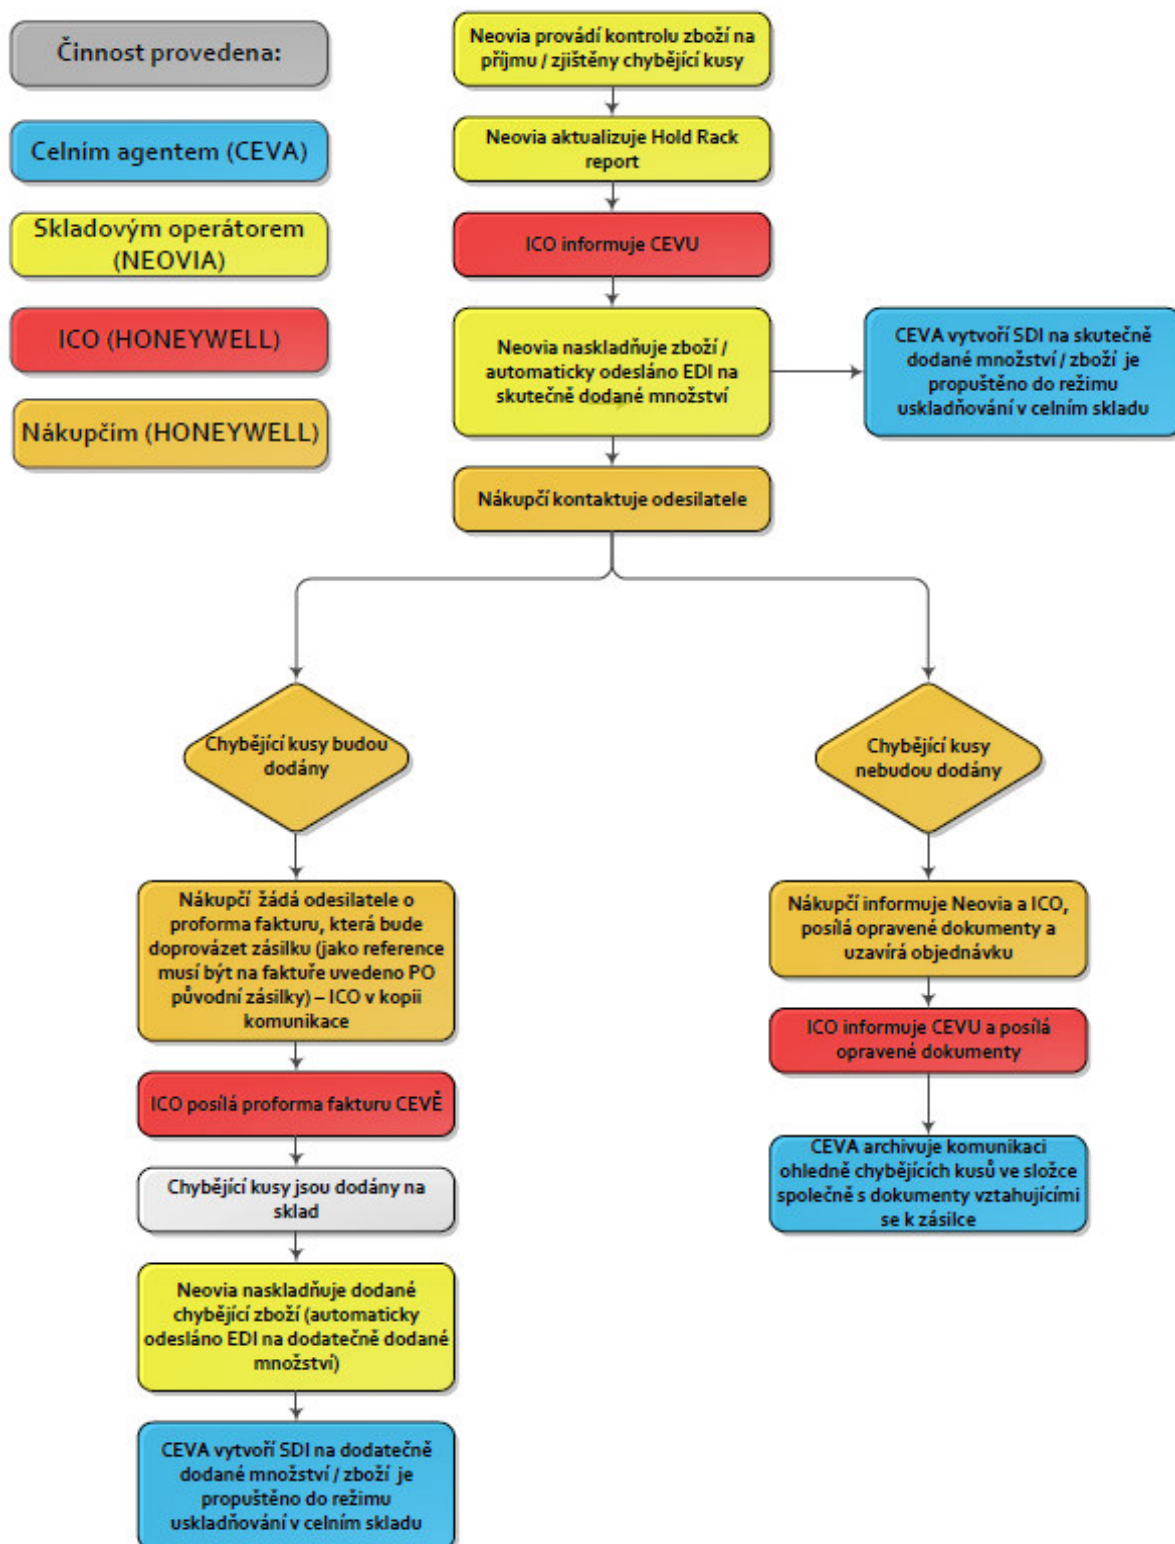 Činnost provedena:
Celním agentem (CEVA)
Skladovým operátorem
(NEOVIA)
ICO (HONEYWELL)
Nákupčím (HONEYWELL)
Neovia provádí kontrolu zboží na
příjmu / zjištěny chybějící kusy
Neovia aktualizuje Hold Rack
report
ICO informuje CEVU
Neovia naskladňuje zboží /
automaticky odesláno EDI na
skutečně dodané množství
CEVA vytvoří SDI na skutečně
dodané množství / zboží je
propuštěno do režimu
uskladňování v celním skladu
Nákupčí kontaktuje odesilatele
Chybějící kusy budou
dodány
Nákupčí žádá odesilatele o
proforma fakturu, která bude
doprovázet zásilku (jako reference
musí být na faktuře uvedeno PO
původní zásilky) – ICO v kopii
komunikace
ICO posílá proforma fakturu CEVĚ
Chybějící kusy jsou dodány na
sklad
Neovia naskladňuje dodané
chybějící zboží (automaticky
odesláno EDI na dodatečně dodané
množství)
CEVA vytvoří SDI na dodatečně
dodané množství / zboží je
propuštěno do režimu
uskladňování v celním skladu
Chybějící kusy
nebudou dodány
Nákupčí informuje Neovia a ICO,
posílá opravené dokumenty a
uzavírá objednávku
ICO informuje CEVU a posílá
opravené dokumenty
CEVA archivuje komunikaci
ohledně chybějících kusů ve složce
společně s dokumenty vztahujícími
se k zásilce